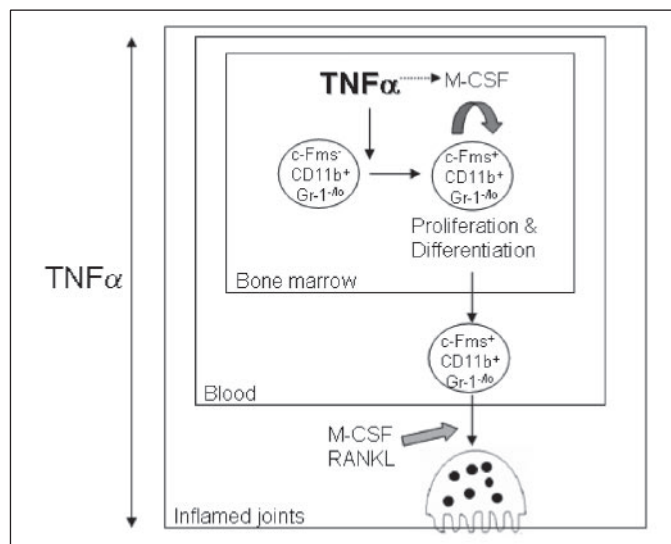 TNFα
TNFα M-CSF
c-Fms⁻
CD11b⁺
Gr-1⁻/ˡᵒ
c-Fms⁺
CD11b⁺
Gr-1⁻/ˡᵒ
Proliferation &
Differentiation
Bone marrow
c-Fms⁺
CD11b⁺
Gr-1⁻/ˡᵒ
Blood
M-CSF
RANKL
Inflamed joints